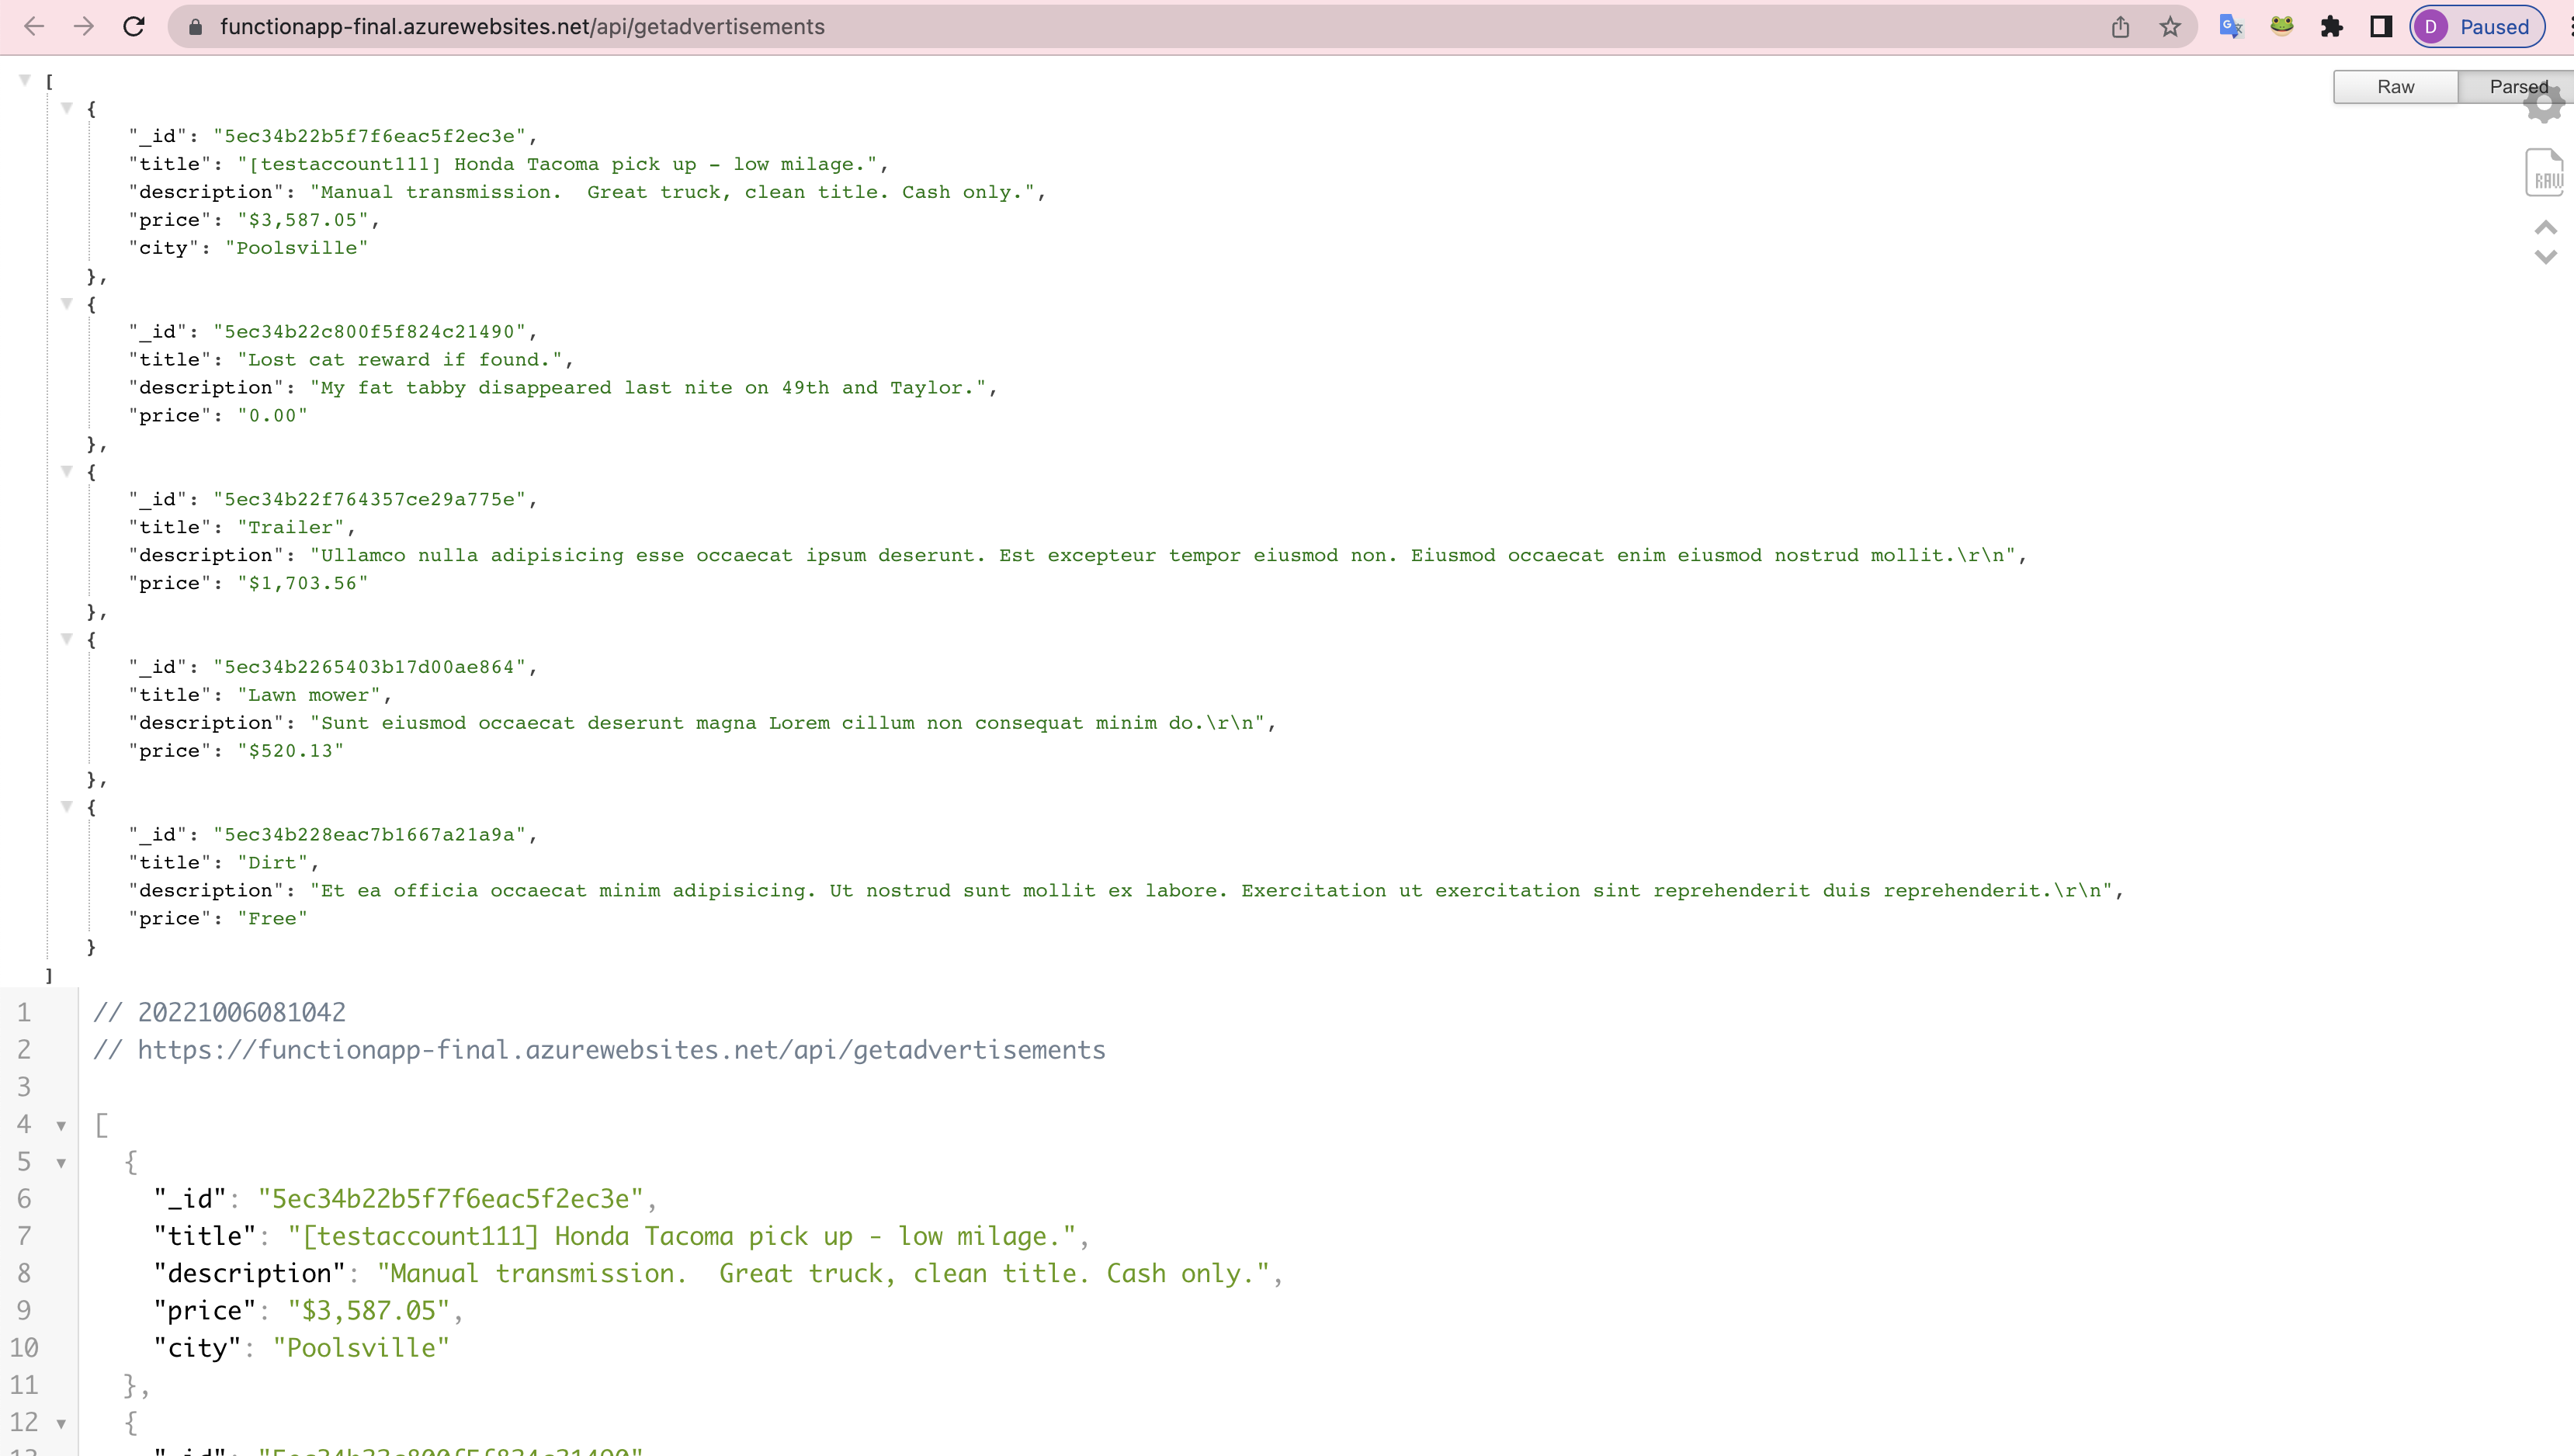 functionapp-final.azurewebsites.net/api/getadvertisements
D Paused
Raw Parsed
[
{
"_id": "5ec34b22b5f7f6eac5f2ec3e",
"title": "[testaccount111] Honda Tacoma pick up - low milage.",
"description": "Manual transmission.  Great truck, clean title. Cash only.",
"price": "$3,587.05",
"city": "Poolsville"
},
{
"_id": "5ec34b22c800f5f824c21490",
"title": "Lost cat reward if found.",
"description": "My fat tabby disappeared last nite on 49th and Taylor.",
"price": "0.00"
},
{
"_id": "5ec34b22f764357ce29a775e",
"title": "Trailer",
"description": "Ullamco nulla adipisicing esse occaecat ipsum deserunt. Est excepteur tempor eiusmod non. Eiusmod occaecat enim eiusmod nostrud mollit.\r\n",
"price": "$1,703.56"
},
{
"_id": "5ec34b2265403b17d00ae864",
"title": "Lawn mower",
"description": "Sunt eiusmod occaecat deserunt magna Lorem cillum non consequat minim do.\r\n",
"price": "$520.13"
},
{
"_id": "5ec34b228eac7b1667a21a9a",
"title": "Dirt",
"description": "Et ea officia occaecat minim adipisicing. Ut nostrud sunt mollit ex labore. Exercitation ut exercitation sint reprehenderit duis reprehenderit.\r\n",
"price": "Free"
}
]
RAW
1 // 20221006081042
2 // https://functionapp-final.azurewebsites.net/api/getadvertisements
3
4 [
5 {
6 "_id": "5ec34b22b5f7f6eac5f2ec3e",
7 "title": "[testaccount111] Honda Tacoma pick up - low milage.",
8 "description": "Manual transmission.  Great truck, clean title. Cash only.",
9 "price": "$3,587.05",
10 "city": "Poolsville"
11 },
12 {